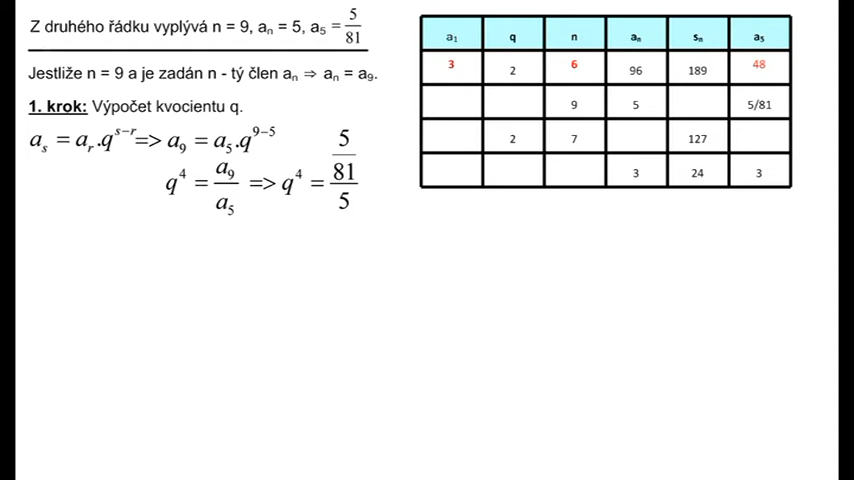 Z druhého řádku vyplývá n = 9, aₙ = 5, a₅ = 5/81
Jestliže n = 9 a je zadán n - tý člen aₙ ⇒ aₙ = a₉.
1. krok: Výpočet kvocientu q.
aₛ = aᵣ.q^(s−r) => a₉ = a₅.q^(9−5)
q⁴ = a₉/a₅ => q⁴ = 5/81/5
a₁ q n aₙ sₙ a₅
3 2 6 96 189 48
9 5 5/81
2 7 127
3 24 3